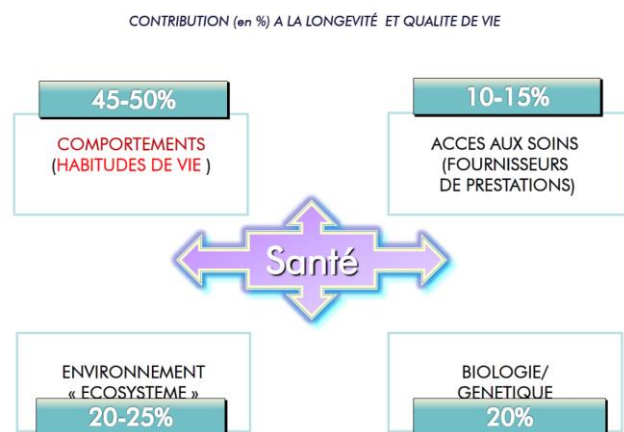 CONTRIBUTION (en %) A LA LONGEVITÉ ET QUALITE DE VIE
45-50%
COMPORTEMENTS
(HABITUDES DE VIE )
10-15%
ACCES AUX SOINS
(FOURNISSEURS
DE PRESTATIONS)
Santé
ENVIRONNEMENT
« ECOSYSTEME »
20-25%
BIOLOGIE/
GENETIQUE
20%